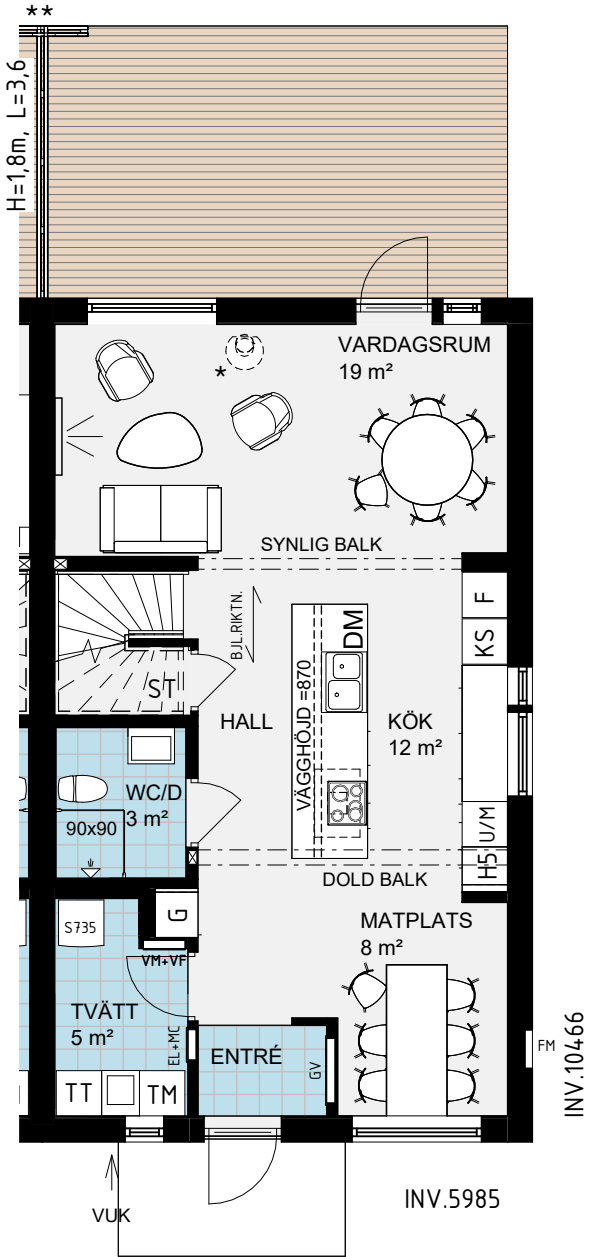 **
H=1,8m, L=3,6
VARDAGSRUM
19 m²
*
SYNLIG BALK
BJL.RIKTN.
F
KS
DM
ST
HALL
VÄGGHÖJD =870
KÖK
12 m²
WC/D
3 m²
90x90
U/M
H5
DOLD BALK
G
S735
VM+VF
MATPLATS
8 m²
TVÄTT
5 m²
EL+MC
ENTRÉ
GV
FM
INV.10466
TT
TM
VUK
INV.5985